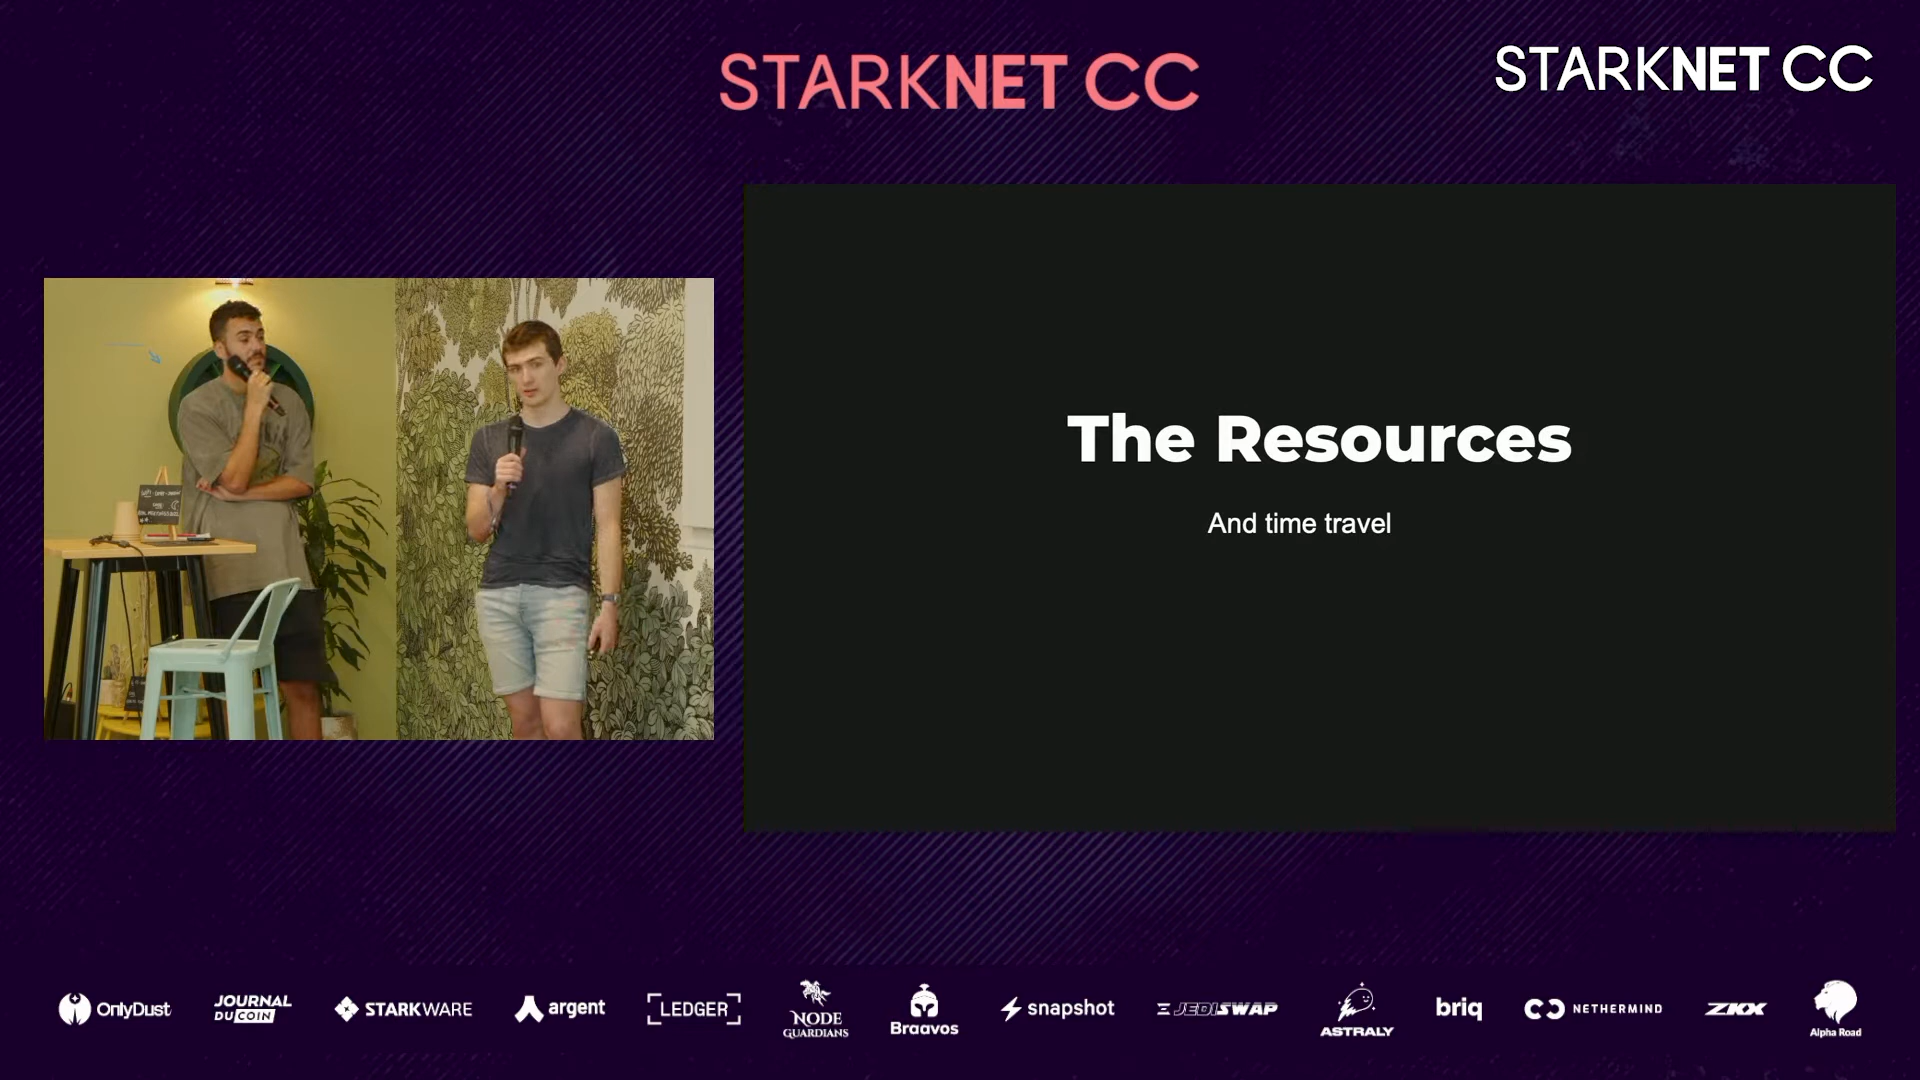 STARKNET CC
STARKNET CC
The Resources
And time travel
OnlyDust
JOURNAL
DU COIN
STARKWARE
argent
LEDGER
NODE
GUARDIANS
Braavos
snapshot
JEDISWAP
ASTRALY
briq
NETHERMIND
ZKX
Alpha Road